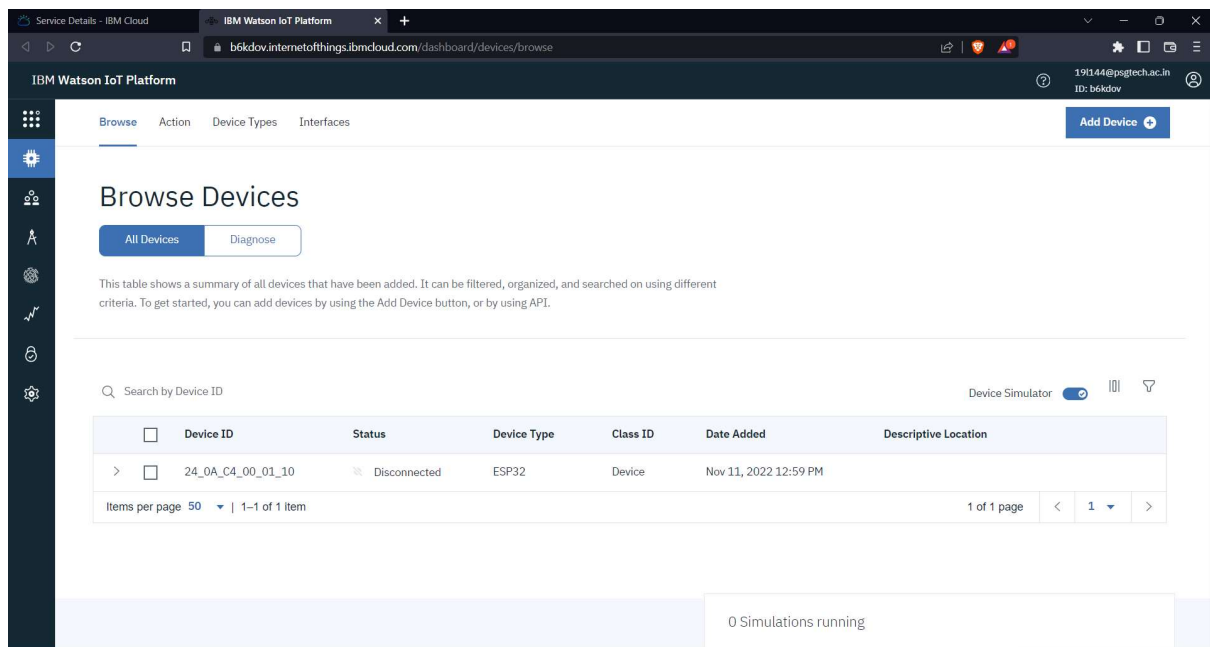 Service Details - IBM Cloud
IBM Watson IoT Platform
b6kdov.internetofthings.ibmcloud.com/dashboard/devices/browse
IBM Watson IoT Platform
19l144@psgtech.ac.in
ID: b6kdov
Browse Action Device Types Interfaces
Add Device
Browse Devices
All Devices Diagnose
This table shows a summary of all devices that have been added. It can be filtered, organized, and searched on using different
criteria. To get started, you can add devices by using the Add Device button, or by using API.
Search by Device ID
Device Simulator
Device ID Status Device Type Class ID Date Added Descriptive Location
24_0A_C4_00_01_10 Disconnected ESP32 Device Nov 11, 2022 12:59 PM
Items per page 50 | 1–1 of 1 item
1 of 1 page < 1 >
0 Simulations running